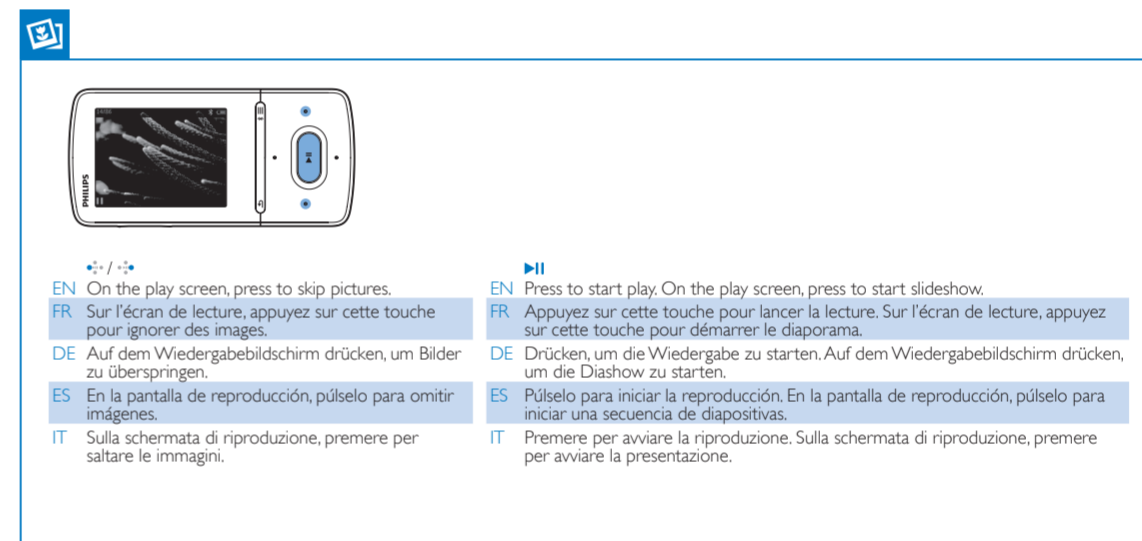 PHILIPS
/
EN On the play screen, press to skip pictures.
FR Sur l'écran de lecture, appuyez sur cette touche
pour ignorer des images.
DE Auf dem Wiedergabebildschirm drücken, um Bilder
zu überspringen.
ES En la pantalla de reproducción, púlselo para omitir
imágenes.
IT Sulla schermata di riproduzione, premere per
saltare le immagini.
EN Press to start play. On the play screen, press to start slideshow.
FR Appuyez sur cette touche pour lancer la lecture. Sur l'écran de lecture, appuyez
sur cette touche pour démarrer le diaporama.
DE Drücken, um die Wiedergabe zu starten. Auf dem Wiedergabebildschirm drücken,
um die Diashow zu starten.
ES Púlselo para iniciar la reproducción. En la pantalla de reproducción, púlselo para
iniciar una secuencia de diapositivas.
IT Premere per avviare la riproduzione. Sulla schermata di riproduzione, premere
per avviare la presentazione.